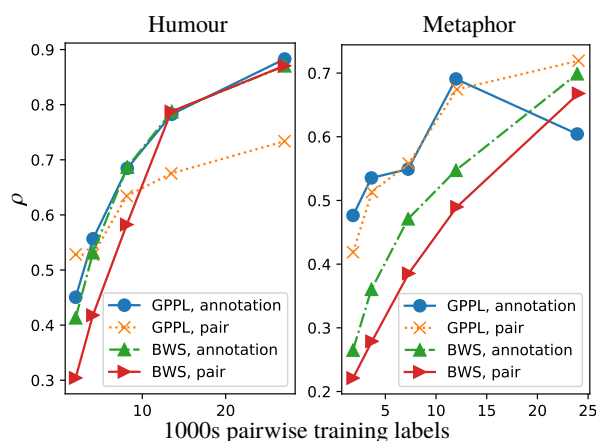 Humour
Metaphor
0.9
0.8
0.7
0.6
0.5
0.4
0.3
ρ
GPPL, annotation
GPPL, pair
BWS, annotation
BWS, pair
10
20
0.7
0.6
0.5
0.4
0.3
0.2
GPPL, annotation
GPPL, pair
BWS, annotation
BWS, pair
5
10
15
20
25
1000s pairwise training labels